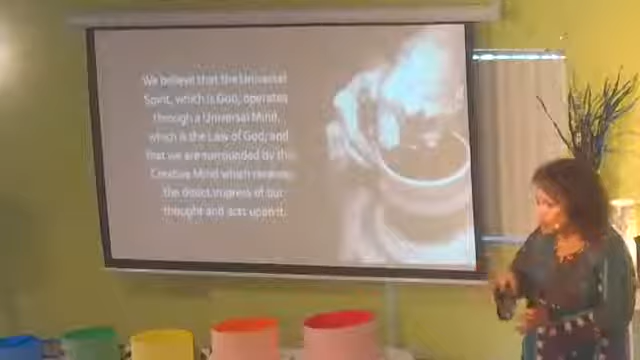 We believe that the Universal
Spirit, which is God, operates
through a Universal Mind,
which is the Law of God; and
that we are surrounded by this
Creative Mind which receives
the direct impress of our
thought and acts upon it.